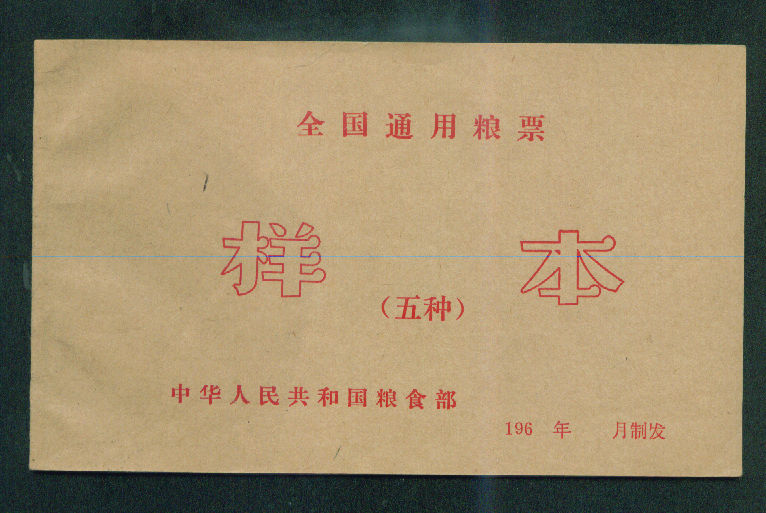 全国通用粮票
样本
（五种）
中华人民共和国粮食部
196 年 月制发